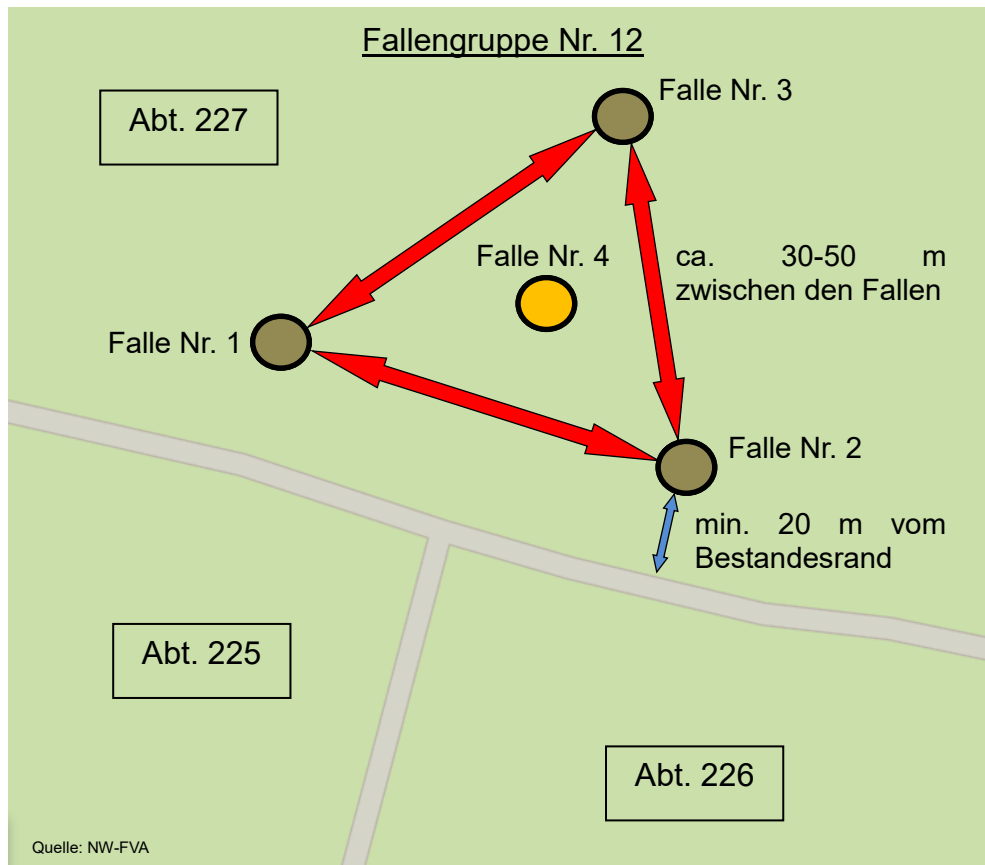 Fallengruppe Nr. 12
Falle Nr. 3
Abt. 227
Falle Nr. 4
ca. 30-50 m
zwischen den Fallen
Falle Nr. 1
Falle Nr. 2
min. 20 m vom
Bestandesrand
Abt. 225
Abt. 226
Quelle: NW-FVA